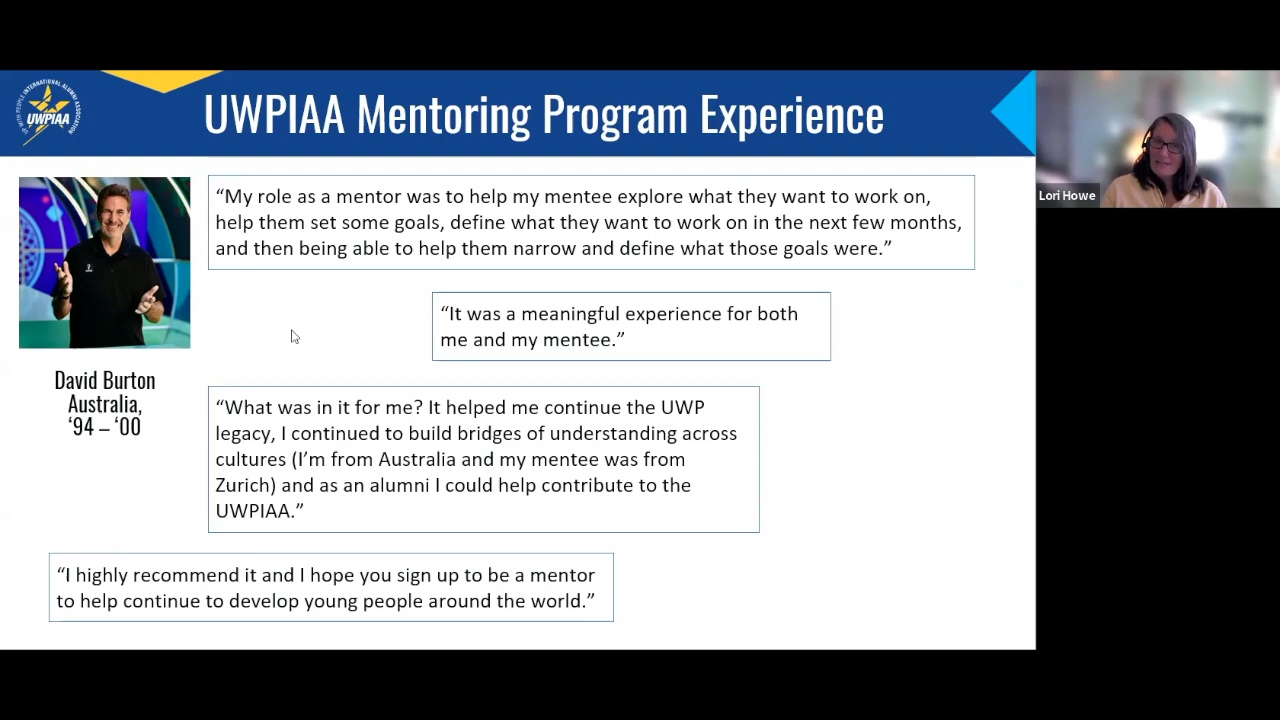 UP WITH PEOPLE INTERNATIONAL ALUMNI ASSOCIATION
UWPIAA
UWPIAA Mentoring Program Experience
Lori Howe
“My role as a mentor was to help my mentee explore what they want to work on,
help them set some goals, define what they want to work on in the next few months,
and then being able to help them narrow and define what those goals were.”
“It was a meaningful experience for both
me and my mentee.”
David Burton
Australia,
‘94 – ‘00
“What was in it for me? It helped me continue the UWP
legacy, I continued to build bridges of understanding across
cultures (I’m from Australia and my mentee was from
Zurich) and as an alumni I could help contribute to the
UWPIAA.”
“I highly recommend it and I hope you sign up to be a mentor
to help continue to develop young people around the world.”